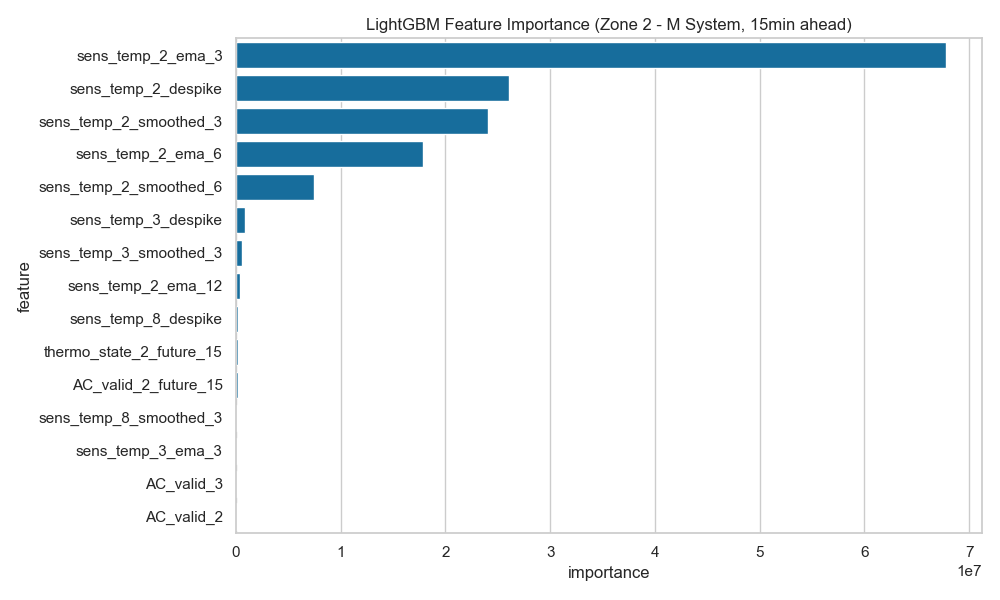 LightGBM Feature Importance (Zone 2 - M System, 15min ahead)
sens_temp_2_ema_3
sens_temp_2_despike
sens_temp_2_smoothed_3
sens_temp_2_ema_6
sens_temp_2_smoothed_6
sens_temp_3_despike
sens_temp_3_smoothed_3
sens_temp_2_ema_12
sens_temp_8_despike
thermo_state_2_future_15
AC_valid_2_future_15
sens_temp_8_smoothed_3
sens_temp_3_ema_3
AC_valid_3
AC_valid_2
feature
0 1 2 3 4 5 6 7
1e7
importance